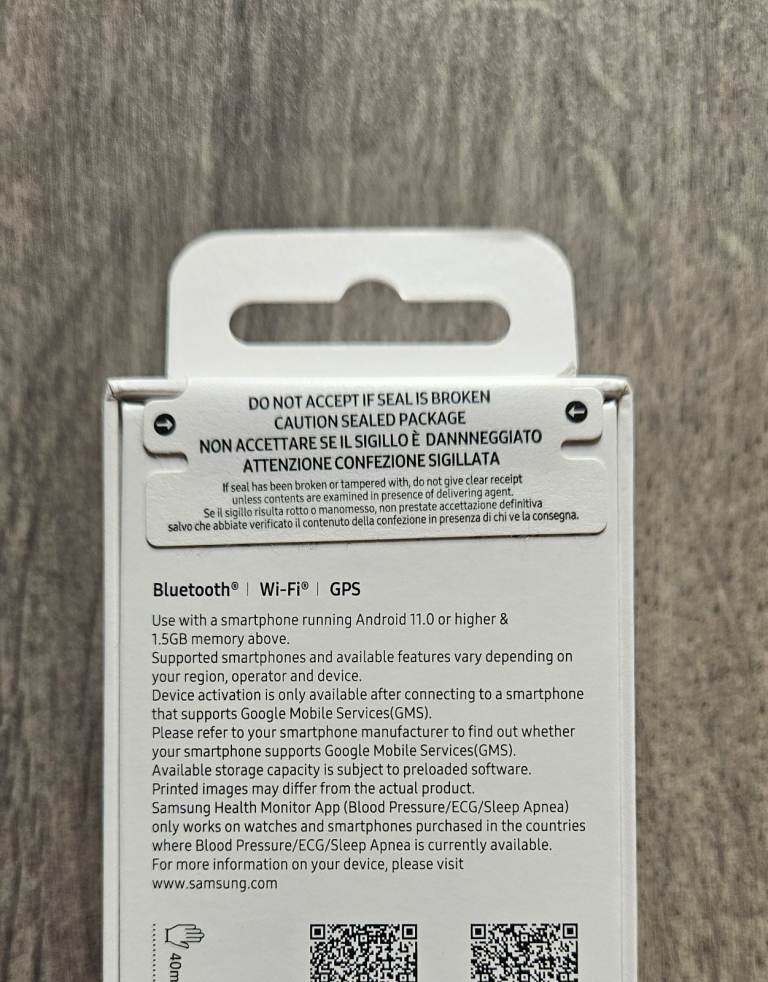 DO NOT ACCEPT IF SEAL IS BROKEN
CAUTION SEALED PACKAGE
NON ACCETTARE SE IL SIGILLO È DANNNEGGIATO
ATTENZIONE CONFEZIONE SIGILLATA
If seal has been broken or tampered with, do not give clear receipt
unless contents are examined in presence of delivering agent.
Se il sigillo risulta rotto o manomesso, non prestate accettazione definitiva
salvo che abbiate verificato il contenuto della confezione in presenza di chi ve la consegna.
Bluetooth® | Wi-Fi® | GPS
Use with a smartphone running Android 11.0 or higher &
1.5GB memory above.
Supported smartphones and available features vary depending on
your region, operator and device.
Device activation is only available after connecting to a smartphone
that supports Google Mobile Services(GMS).
Please refer to your smartphone manufacturer to find out whether
your smartphone supports Google Mobile Services(GMS).
Available storage capacity is subject to preloaded software.
Printed images may differ from the actual product.
Samsung Health Monitor App (Blood Pressure/ECG/Sleep Apnea)
only works on watches and smartphones purchased in the countries
where Blood Pressure/ECG/Sleep Apnea is currently available.
For more information on your device, please visit
www.samsung.com
40m